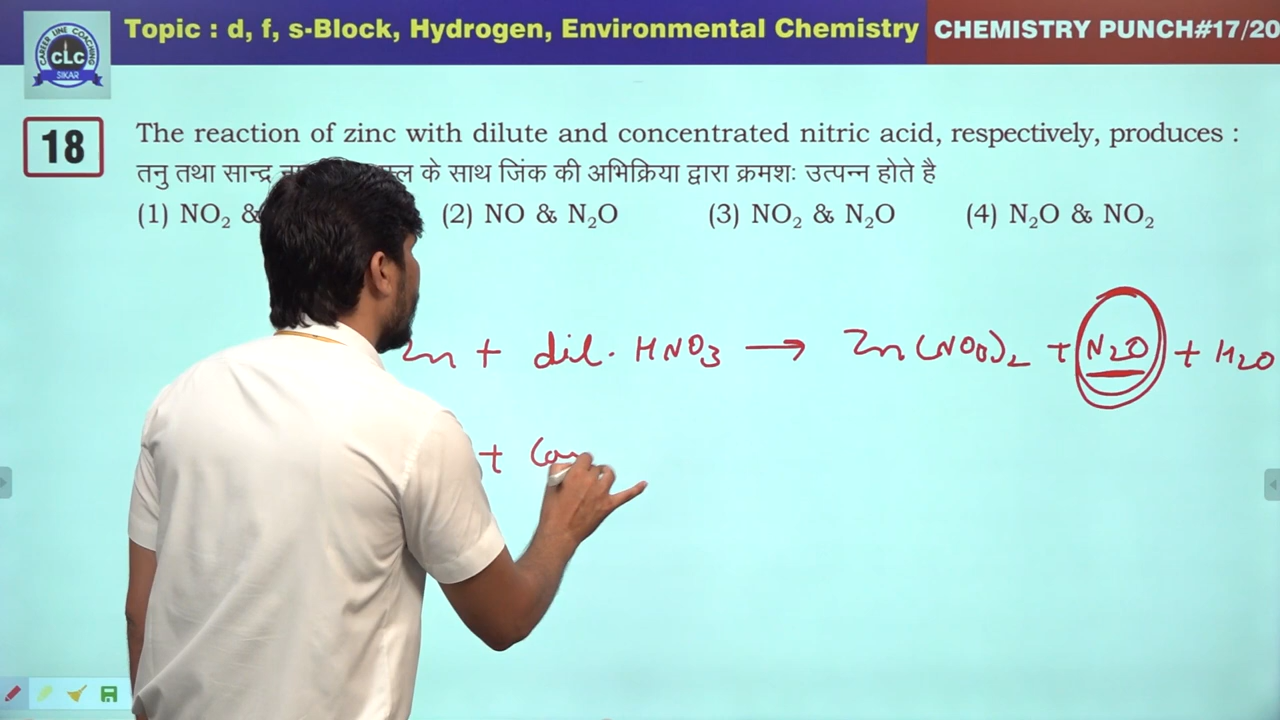 Topic : d, f, s-Block, Hydrogen, Environmental Chemistry
CHEMISTRY PUNCH#17/20
CAREER LINE COACHING
CLC
SIKAR
18
The reaction of zinc with dilute and concentrated nitric acid, respectively, produces :
तनु तथा सान्द्र के साथ जिंक की अभिक्रिया द्वारा क्रमशः उत्पन्न होते है
(1) NO₂ & (2) NO & N₂O (3) NO₂ & N₂O (4) N₂O & NO₂
Zn + dil. HNO₃ → Zn(NO₃)₂ + N₂O + H₂O
+